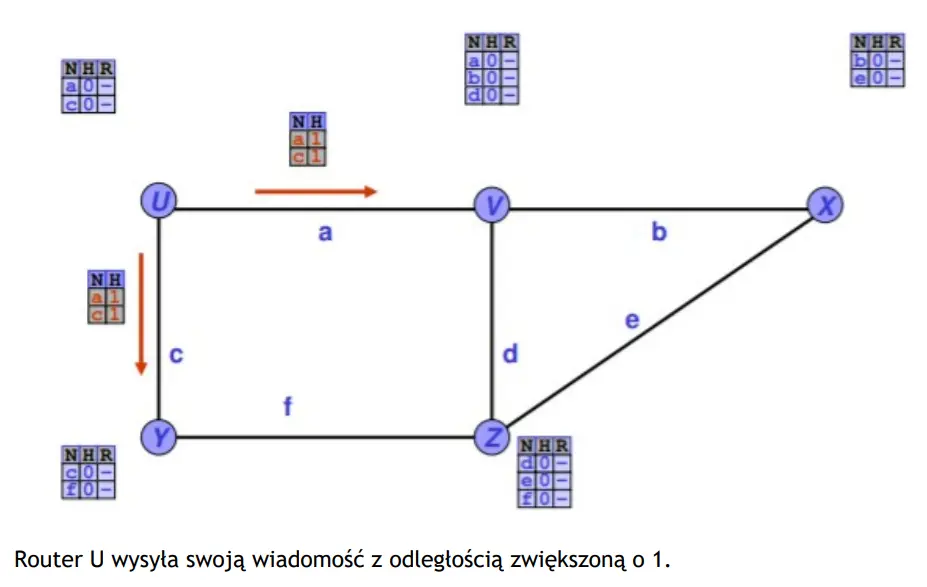 N H R
a 0 -
c 0 -
N H R
a 0 -
b 0 -
d 0 -
N H R
b 0 -
e 0 -
N H
a 1
c 1
U
V
X
a
b
N H
a 1
c 1
c
d
e
f
Y
Z
N H R
c 0 -
f 0 -
N H R
d 0 -
e 0 -
f 0 -
Router U wysyła swoją wiadomość z odległością zwiększoną o 1.